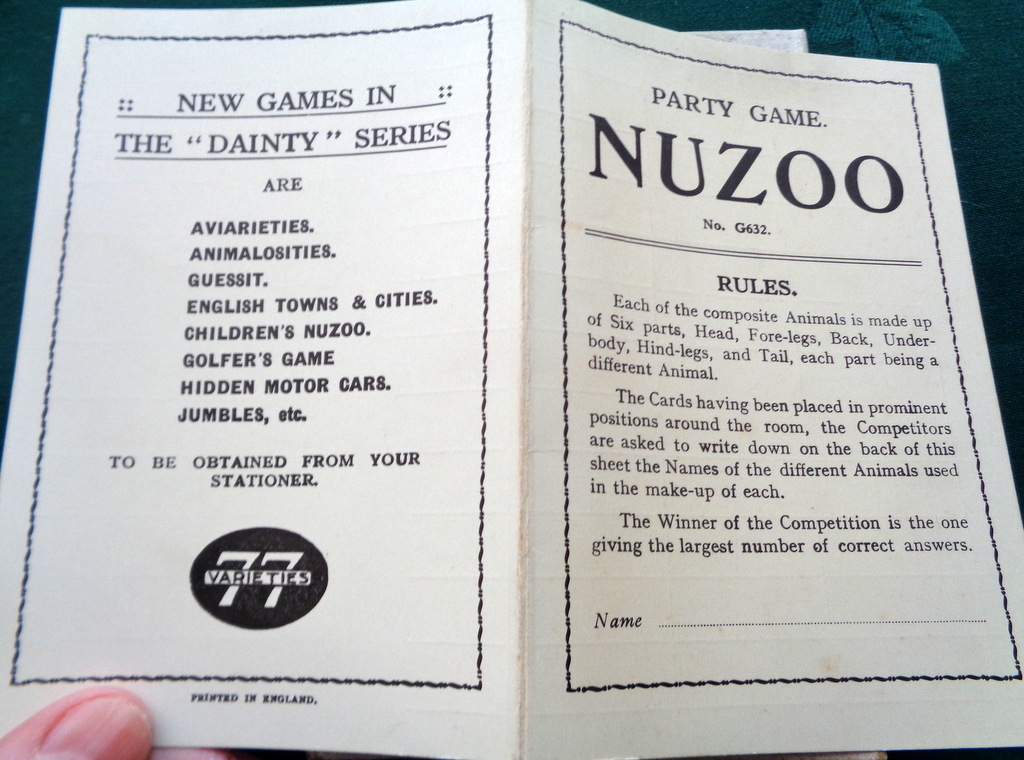 :: NEW GAMES IN ::
THE "DAINTY" SERIES
ARE
AVIARIETIES.
ANIMALOSITIES.
GUESSIT.
ENGLISH TOWNS & CITIES.
CHILDREN'S NUZOO.
GOLFER'S GAME
HIDDEN MOTOR CARS.
JUMBLES, etc.
TO BE OBTAINED FROM YOUR
STATIONER.
77
VARIETIES
PRINTED IN ENGLAND.
PARTY GAME.
NUZOO
No. G632.
RULES.
Each of the composite Animals is made up
of Six parts, Head, Fore-legs, Back, Under-
body, Hind-legs, and Tail, each part being a
different Animal.
The Cards having been placed in prominent
positions around the room, the Competitors
are asked to write down on the back of this
sheet the Names of the different Animals used
in the make-up of each.
The Winner of the Competition is the one
giving the largest number of correct answers.
Name